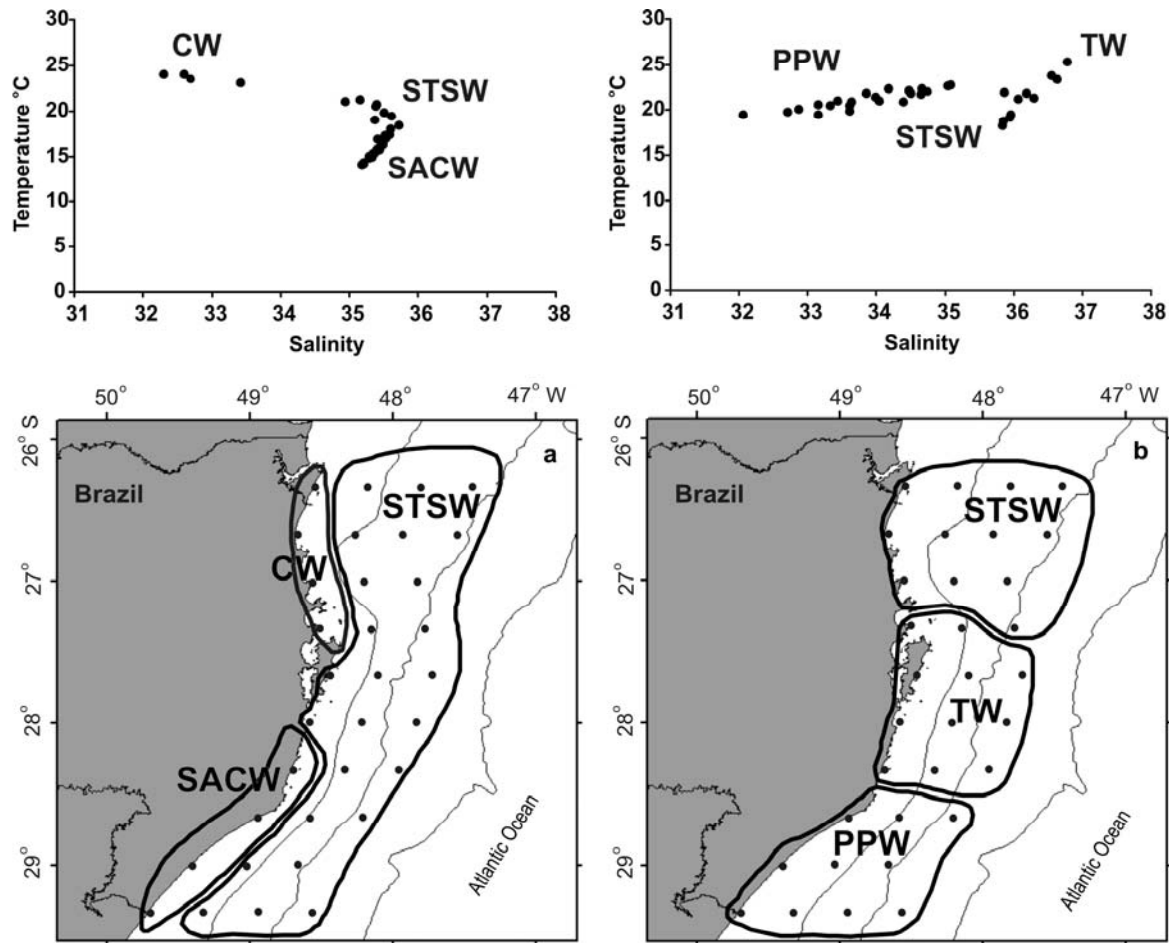 30
25
20
15
10
5
0
Temperature °C
CW
STSW
SACW
31 32 33 34 35 36 37 38
Salinity
30
25
20
15
10
5
0
Temperature °C
PPW
TW
STSW
31 32 33 34 35 36 37 38
Salinity
50° 49° 48° 47° W
26° S
27°
28°
29°
a
Brazil
STSW
CW
SACW
Atlantic Ocean
50° 49° 48° 47° W
26° S
27°
28°
29°
b
Brazil
STSW
TW
PPW
Atlantic Ocean